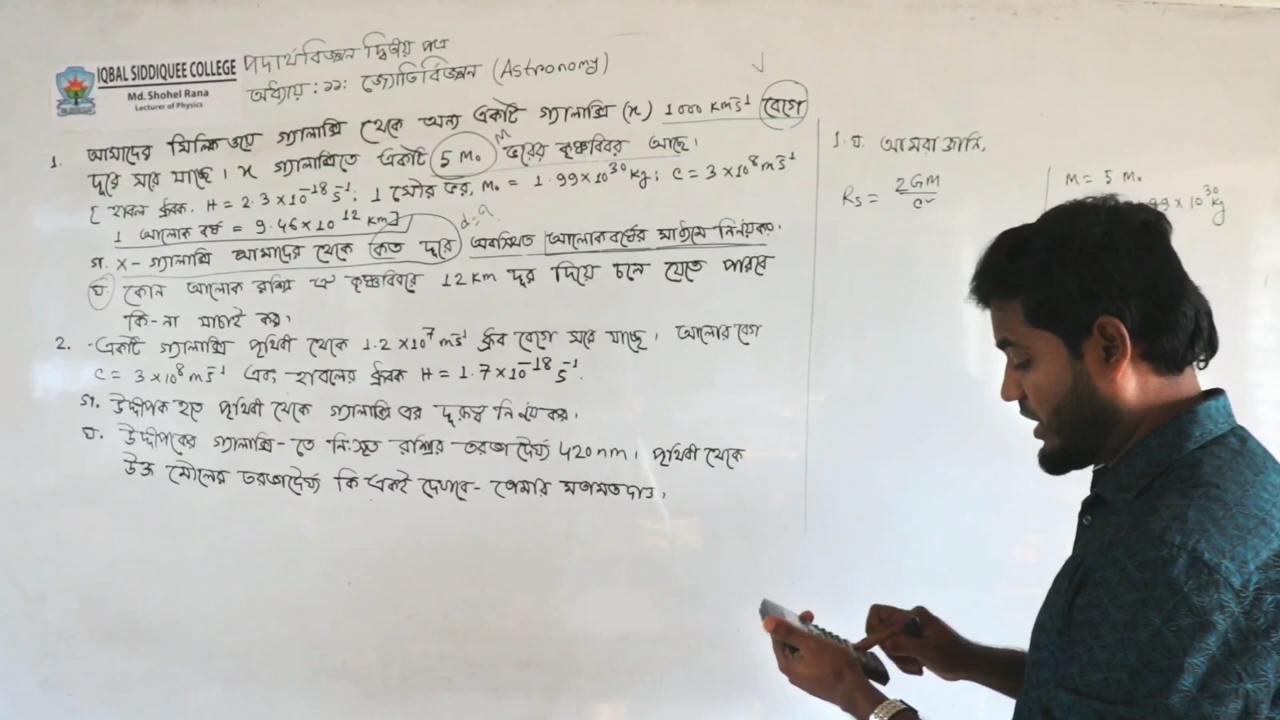 IQBAL SIDDIQUEE COLLEGE
Md. Shohel Rana
Lecturer of Physics
পদার্থবিজ্ঞান দ্বিতীয় পত্র
অধ্যায় : ১১: জ্যোতির্বিজ্ঞান (Astronomy)
1. আমাদের মিল্কিওয়ে গ্যালাক্সি থেকে অন্য একটি গ্যালাক্সি (x) 1000 kms⁻¹ বেগে
দূরে সরে যাচ্ছে। x গ্যালাক্সিতে একটি 5 M₀ ভরের কৃষ্ণবিবর আছে।
M
[হাবল ধ্রুবক, H = 2.3×10⁻¹⁸ s⁻¹; 1 সৌর ভর, M₀ = 1.99×10³⁰ kg; C = 3×10⁸ ms⁻¹
1 আলোক বর্ষ = 9.46×10¹² km]
d=?
গ. X-গ্যালাক্সি আমাদের থেকে কত দূরে অবস্থিত আলোকবর্ষের মাধ্যমে নির্ণয় কর.
ঘ. কোন আলোক রশ্মি ঐ কৃষ্ণবিবরে 12 km দূর দিয়ে চলে যেতে পারবে
কি-না যাচাই কর।
2. একটি গ্যালাক্সি পৃথিবী থেকে 1.2×10⁷ ms⁻¹ ধ্রুব বেগে সরে যাচ্ছে। আলোর বেগ
C = 3×10⁸ ms⁻¹ এবং হাবলের ধ্রুবক H = 1.7×10⁻¹⁸ s⁻¹.
গ. উদ্দীপক হতে পৃথিবী থেকে গ্যালাক্সি এর দূরত্ব নির্ণয় কর।
ঘ. উদ্দীপকের গ্যালাক্সি-তে নিঃসৃত রশ্মির তরঙ্গদৈর্ঘ্য 420 nm। পৃথিবী থেকে
উক্ত মৌলের তরঙ্গদৈর্ঘ্য কি একই দেখাবে- তোমার মতামত দাও।
1. ঘ. আমরা জানি,
Rs = 2GM/c²
M = 5 M₀
99×10³⁰ kg